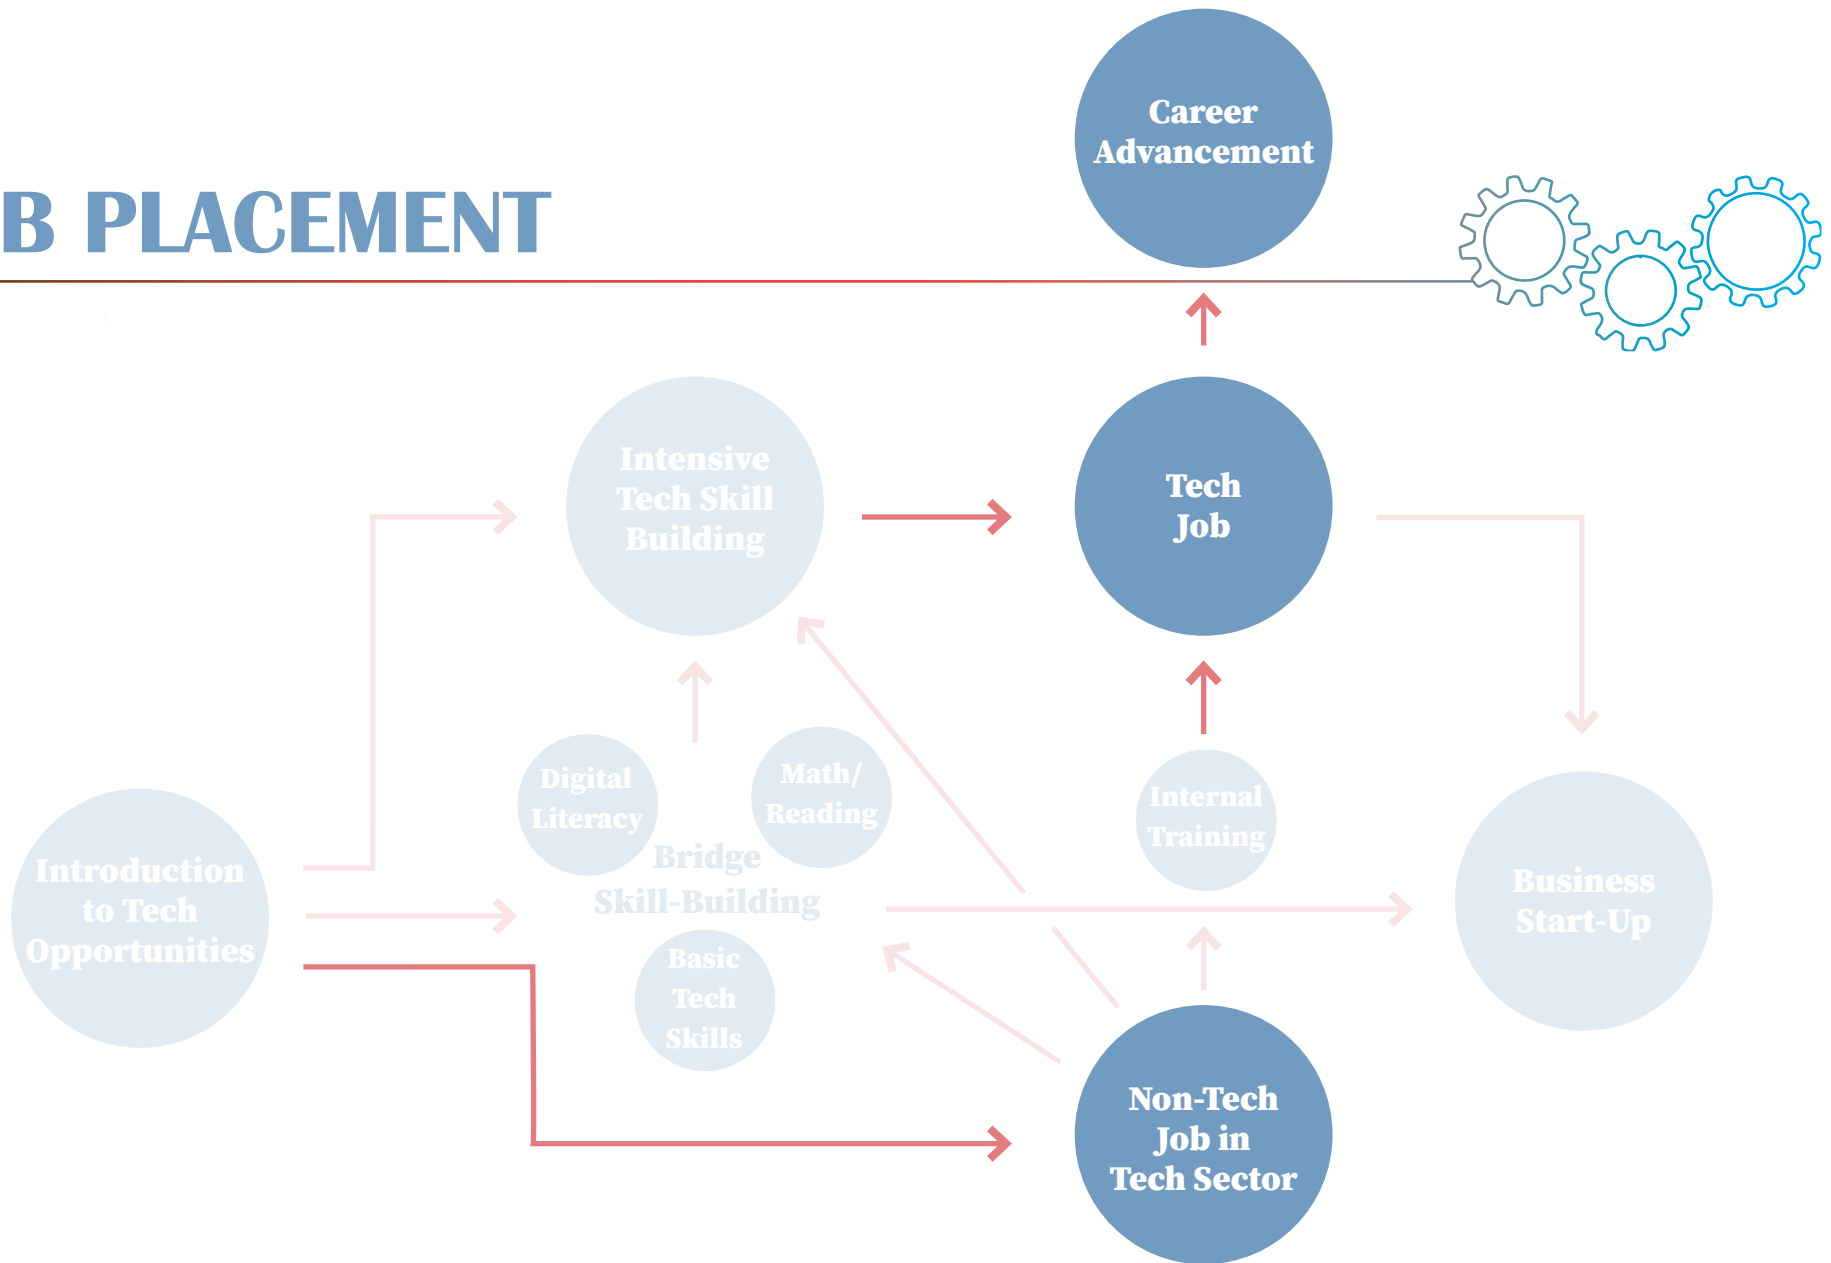 Career
Advancement
B PLACEMENT
Intensive
Tech Skill
Building
Tech
Job
Digital
Literacy
Math/
Reading
Internal
Training
Bridge
Skill-Building
Introduction
to Tech
Opportunities
Business
Start-Up
Basic
Tech
Skills
Non-Tech
Job in
Tech Sector